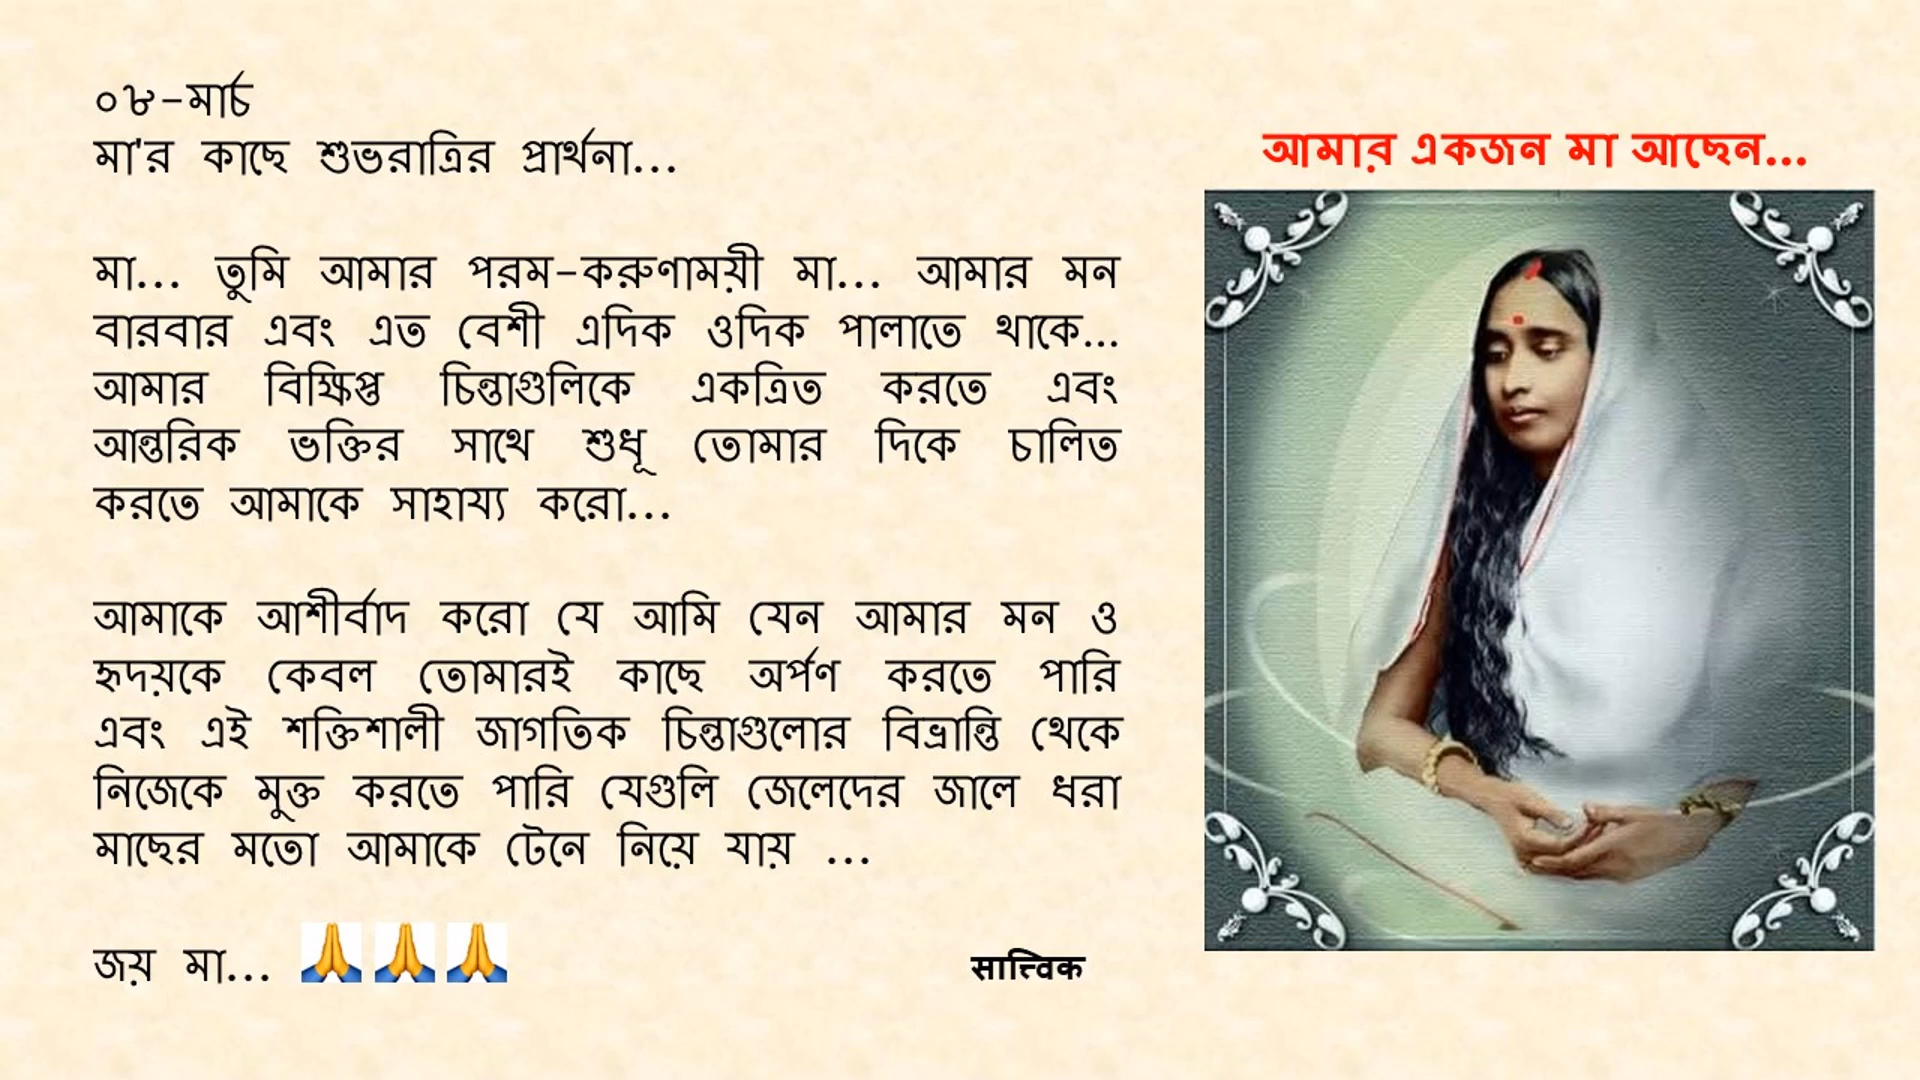 ০৮-মার্চ
মা'র কাছে শুভরাত্রির প্রার্থনা...
মা... তুমি আমার পরম-করুণাময়ী মা... আমার মন
বারবার এবং এত বেশী এদিক ওদিক পালাতে থাকে...
আমার বিক্ষিপ্ত চিন্তাগুলিকে একত্রিত করতে এবং
আন্তরিক ভক্তির সাথে শুধূ তোমার দিকে চালিত
করতে আমাকে সাহায্য করো...
আমাকে আশীর্বাদ করো যে আমি যেন আমার মন ও
হৃদয়কে কেবল তোমারই কাছে অর্পণ করতে পারি
এবং এই শক্তিশালী জাগতিক চিন্তাগুলোর বিভ্রান্তি থেকে
নিজেকে মুক্ত করতে পারি যেগুলি জেলেদের জালে ধরা
মাছের মতো আমাকে টেনে নিয়ে যায় ...
জয় মা... 🙏🙏🙏
सात्त्विक
আমার একজন মা আছেন...